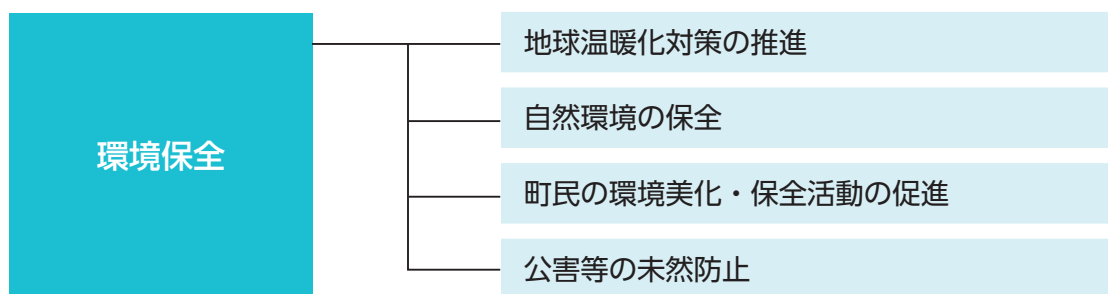 環境保全
地球温暖化対策の推進
自然環境の保全
町民の環境美化・保全活動の促進
公害等の未然防止